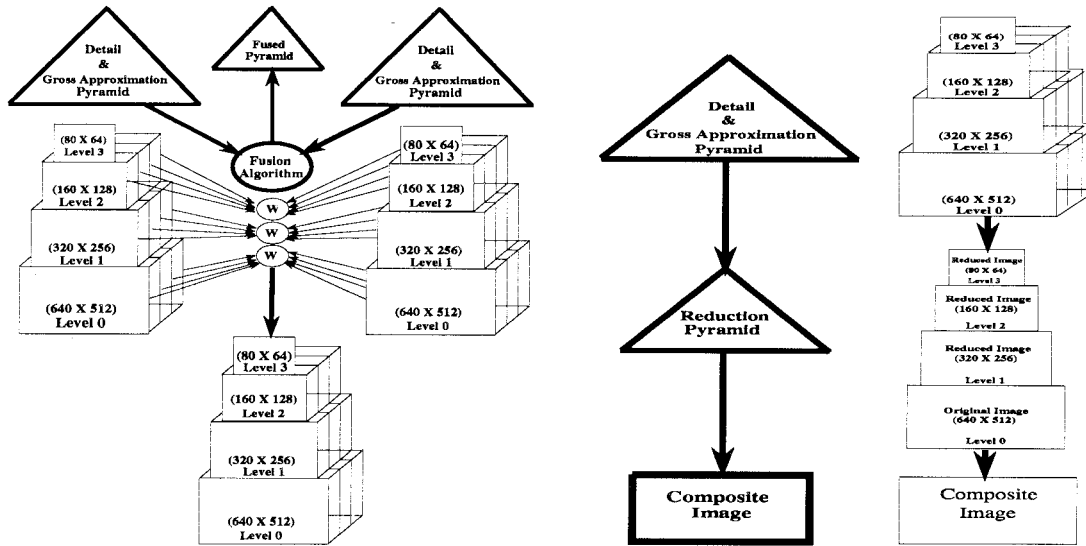 Detail
&
Gross Approximation
Pyramid
Fused
Pyramid
Detail
&
Gross Approximation
Pyramid
Fusion
Algorithm
(80 X 64)
Level 3
(160 X 128)
Level 2
(320 X 256)
Level 1
(640 X 512)
Level 0
W
W
W
(80 X 64)
Level 3
(160 X 128)
Level 2
(320 X 256)
Level 1
(640 X 512)
Level 0
(80 X 64)
Level 3
(160 X 128)
Level 2
(320 X 256)
Level 1
(640 X 512)
Level 0
Detail
&
Gross Approximation
Pyramid
Reduction
Pyramid
Composite
Image
(80 X 64)
Level 3
(160 X 128)
Level 2
(320 X 256)
Level 1
(640 X 512)
Level 0
Reduced Image
(80 X 64)
Level 3
Reduced Image
(160 X 128)
Level 2
Reduced Image
(320 X 256)
Level 1
Original Image
(640 X 512)
Level 0
Composite
Image